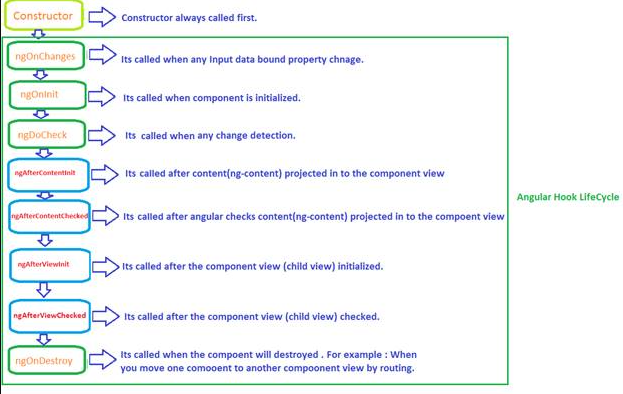 Constructor
Constructor always called first.
ngOnChanges
Its called when any Input data bound property chnage.
ngOnInit
Its called when component is initialized.
ngDoCheck
Its called when any change detection.
ngAfterContentInit
Its called after content(ng-content) projected in to the component view
Angular Hook LifeCycle
ngAfterContentChecked
Its called after angular checks content(ng-content) projected in to the compoent view
ngAfterViewInit
Its called after the component view (child view) initialized.
ngAfterViewChecked
Its called after the component view (child view) checked.
ngOnDestroy
Its called when the compoent will destroyed . For example : When
you move one comooent to another compoonent view by routing.